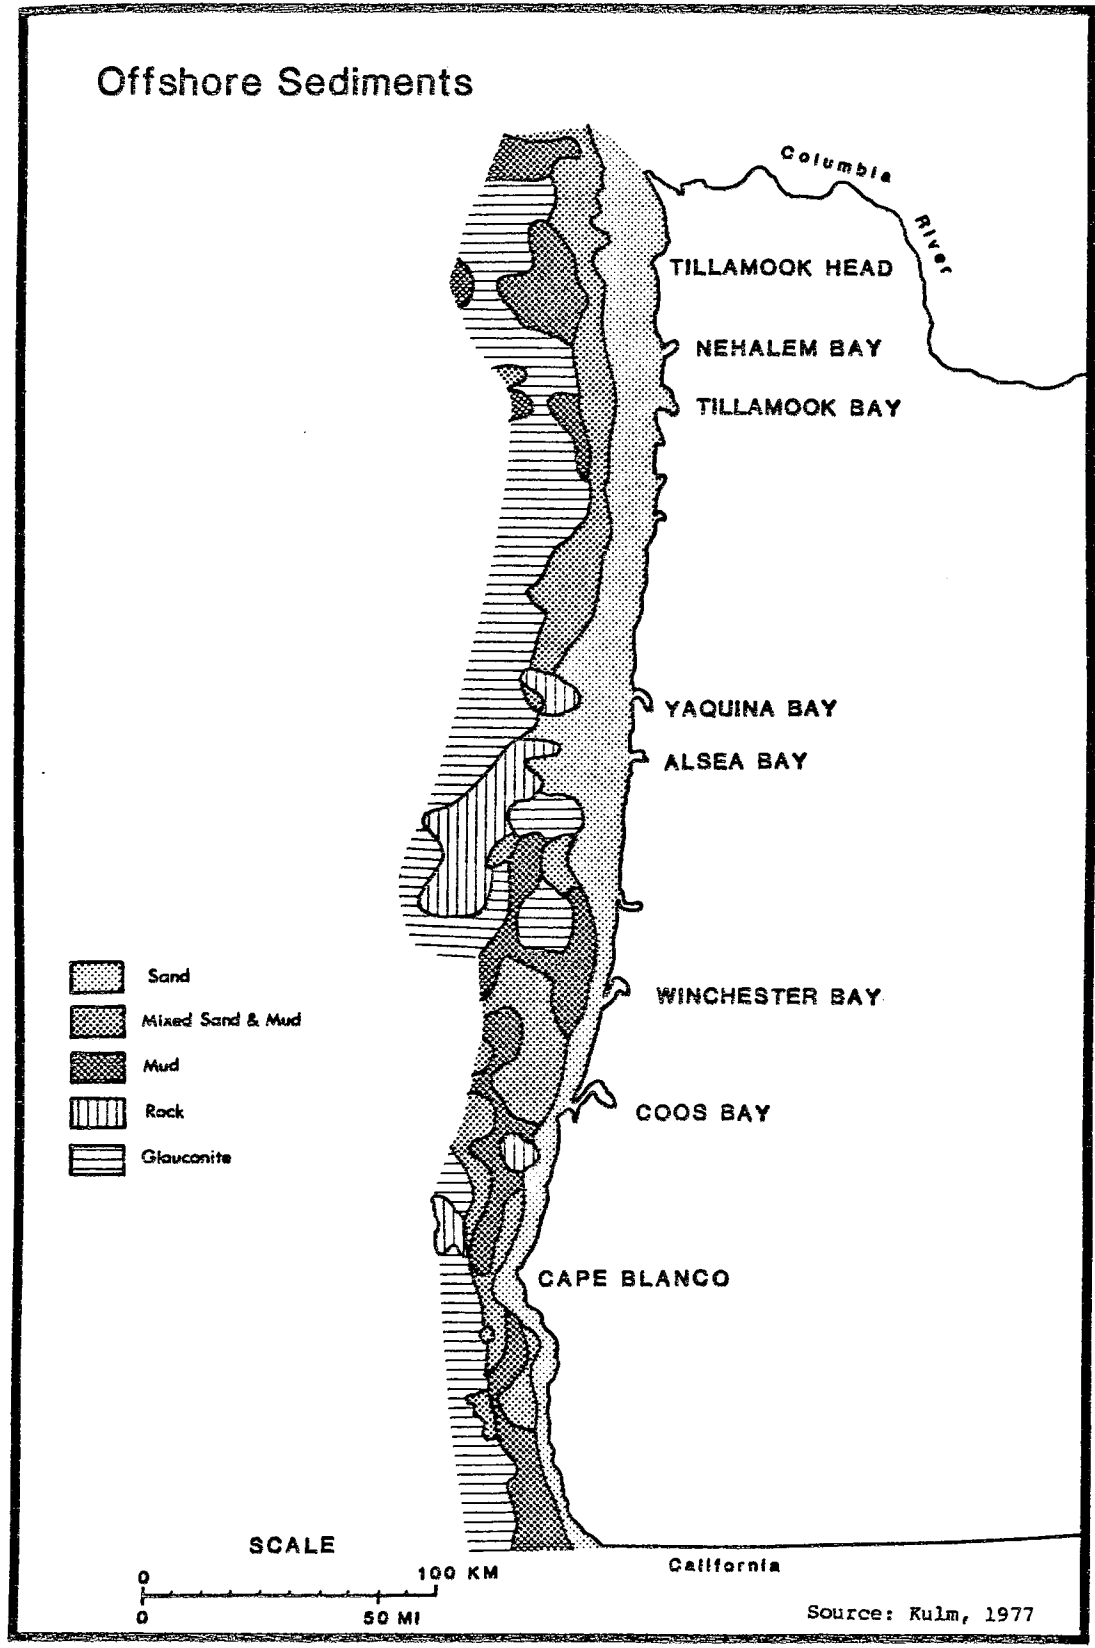 Offshore Sediments
Columbia
River
TILLAMOOK HEAD
NEHALEM BAY
TILLAMOOK BAY
YAQUINA BAY
ALSEA BAY
WINCHESTER BAY
COOS BAY
CAPE BLANCO
Sand
Mixed Sand & Mud
Mud
Rock
Glauconite
SCALE
0 100 KM
0 50 MI
California
Source: Kulm, 1977